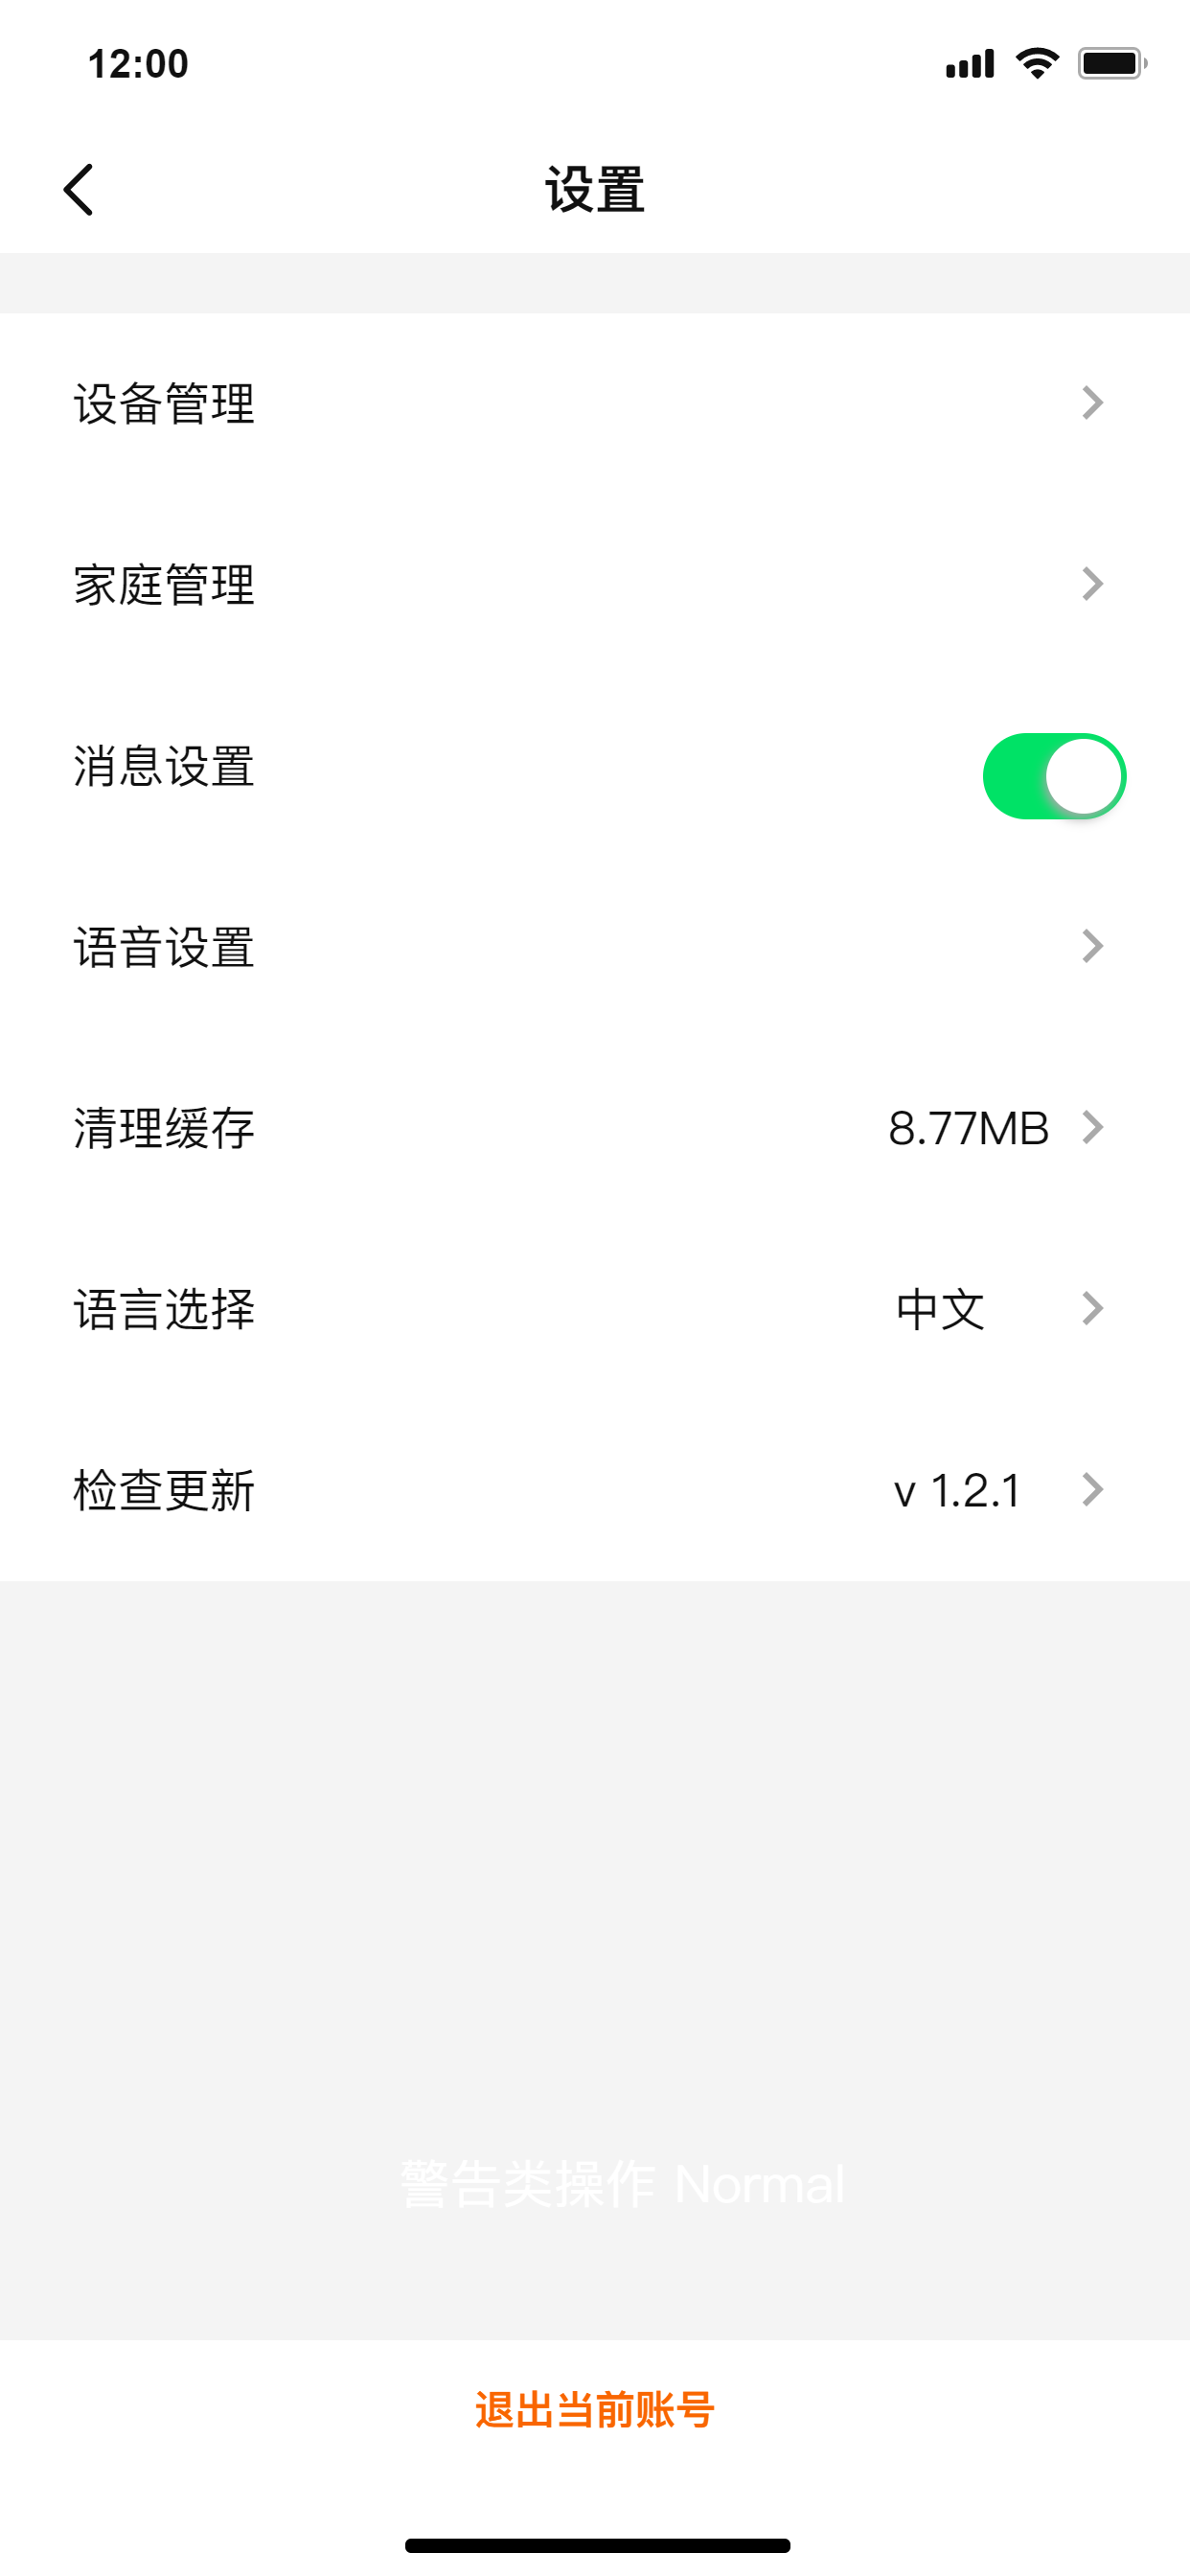 12:00
设置
设备管理
家庭管理
消息设置
语音设置
清理缓存 8.77MB
语言选择 中文
检查更新 v 1.2.1
警告类操作 Normal
退出当前账号